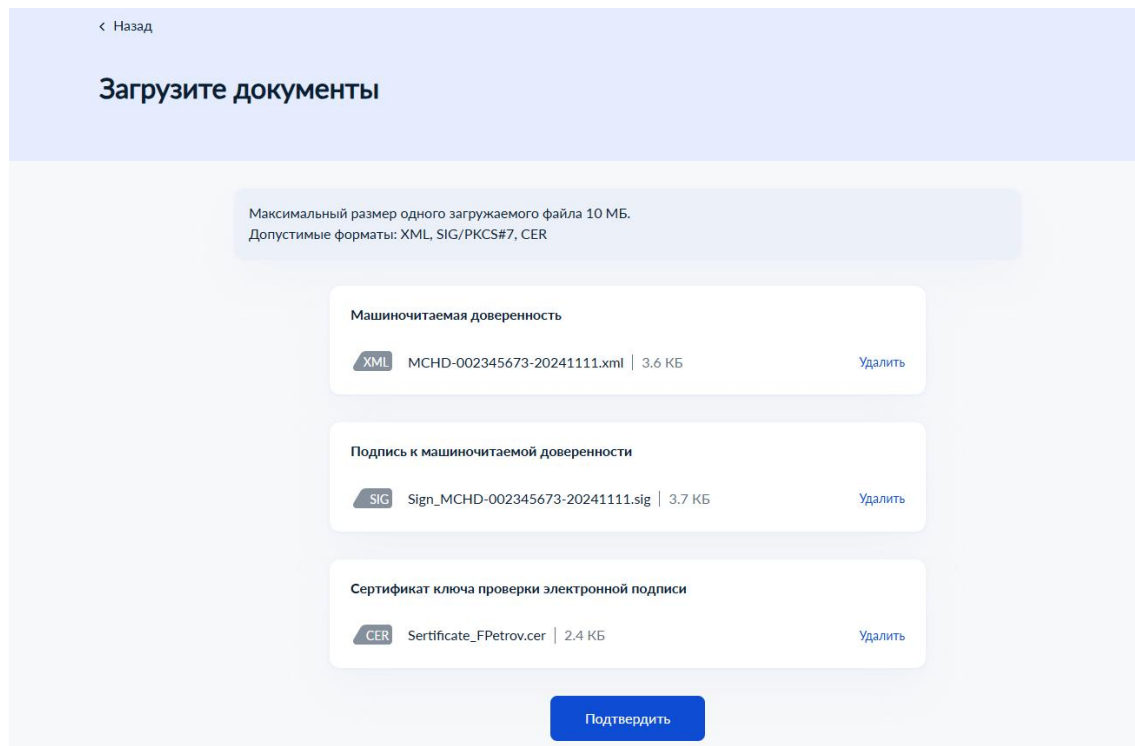 Назад
Загрузите документы
Максимальный размер одного загружаемого файла 10 МБ.
Допустимые форматы: XML, SIG/PKCS#7, CER
Машиночитаемая доверенность
XML MCHD-002345673-20241111.xml | 3.6 КБ Удалить
Подпись к машиночитаемой доверенности
SIG Sign_MCHD-002345673-20241111.sig | 3.7 КБ Удалить
Сертификат ключа проверки электронной подписи
CER Sertificate_FPetrov.cer | 2.4 КБ Удалить
Подтвердить